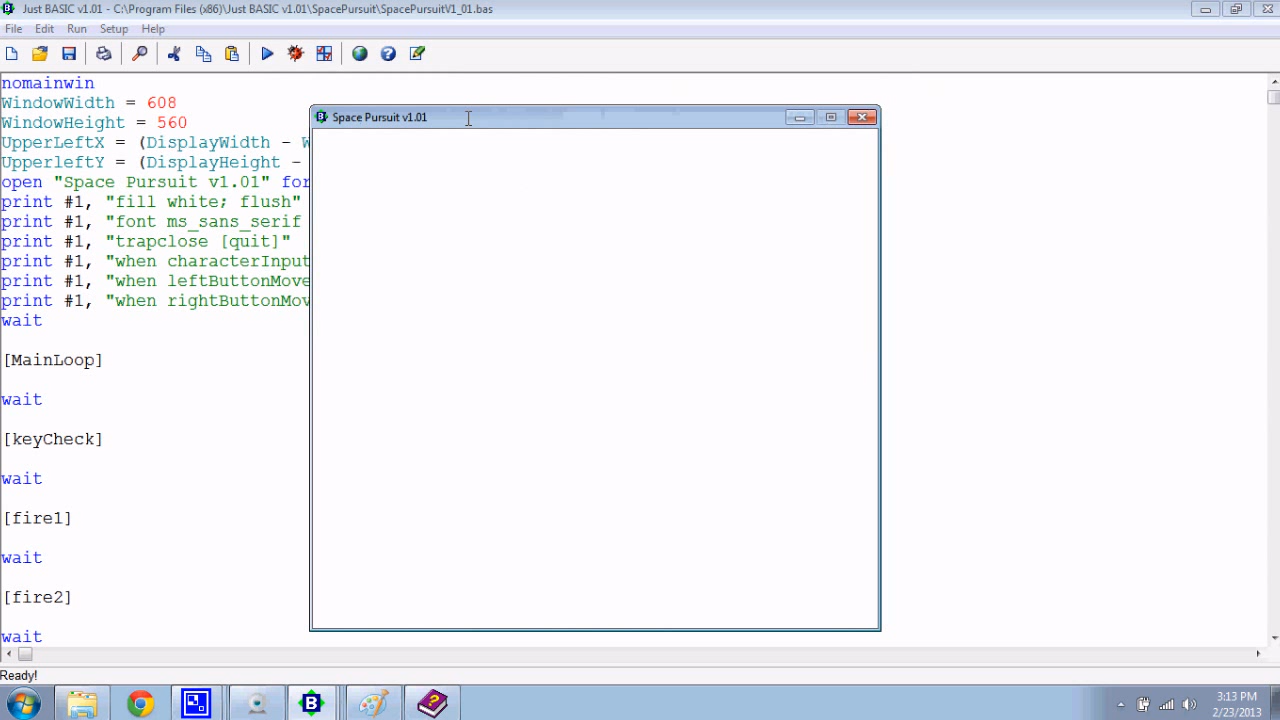 Just BASIC v1.01 - C:\Program Files (x86)\Just BASIC v1.01\SpacePursuit\SpacePursuitV1_01.bas
File Edit Run Setup Help
nomainwin
WindowWidth = 608
WindowHeight = 560
UpperLeftX = (DisplayWidth -
UpperleftY = (DisplayHeight -
open "Space Pursuit v1.01" for
print #1, "fill white; flush"
print #1, "font ms_sans_serif
print #1, "trapclose [quit]"
print #1, "when characterInput
print #1, "when leftButtonMove
print #1, "when rightButtonMov
wait
[MainLoop]
wait
[keyCheck]
wait
[fire1]
wait
[fire2]
wait
Space Pursuit v1.01
Ready!
3:13 PM
2/23/2013